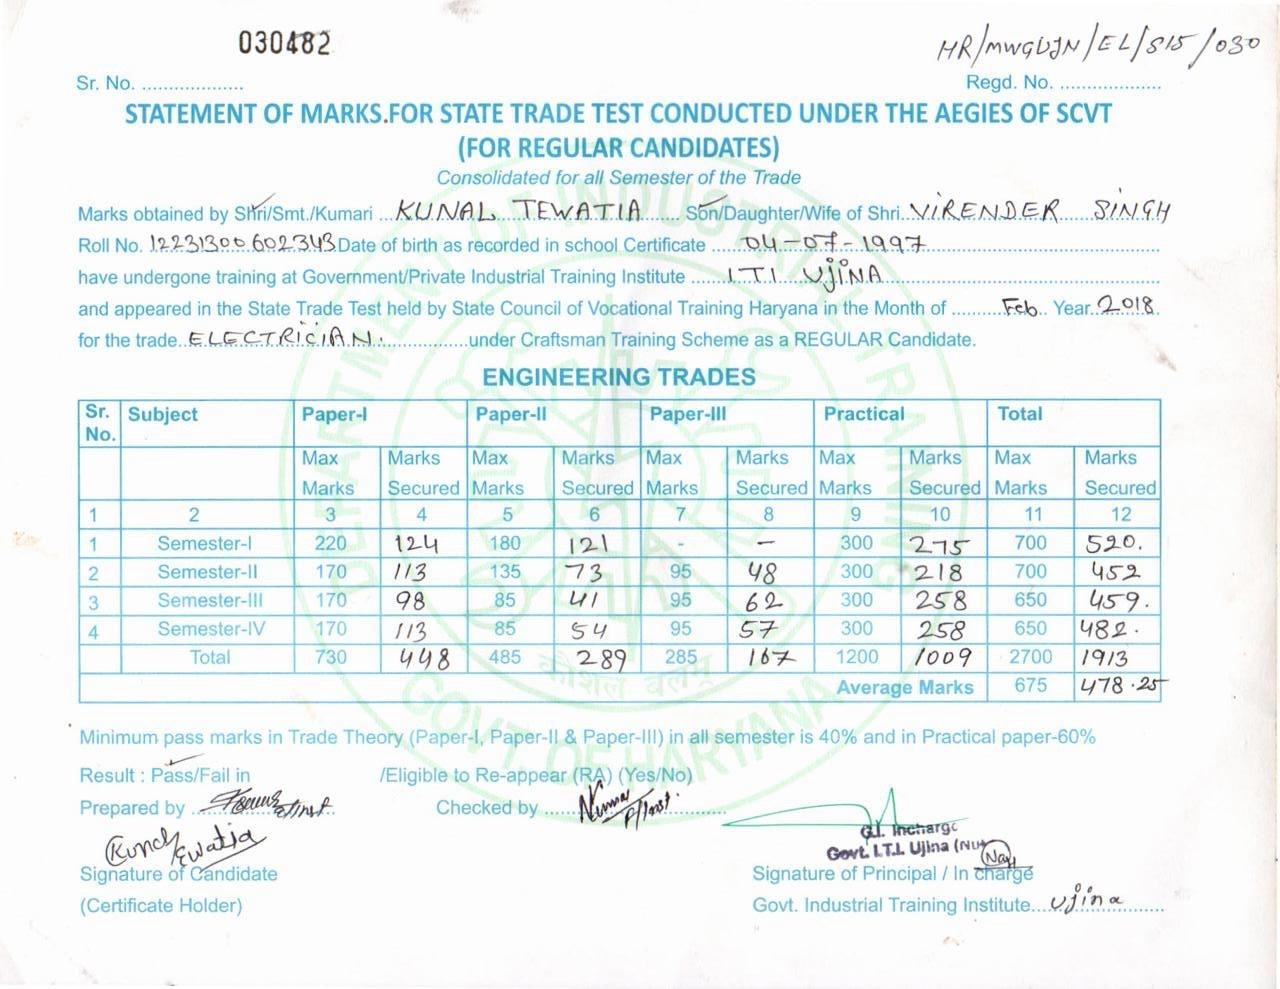 030482
HR/MWGUJN/EL/S15/030
Sr. No. ....................
Regd. No. ....................
STATEMENT OF MARKS.FOR STATE TRADE TEST CONDUCTED UNDER THE AEGIES OF SCVT
(FOR REGULAR CANDIDATES)
Consolidated for all Semester of the Trade
Marks obtained by Shri/Smt./Kumari ...KUNAL TEWATIA...... Son/Daughter/Wife of Shri..VIRENDER SINGH
Roll No. 12231300602343 Date of birth as recorded in school Certificate ....04-07-1997
have undergone training at Government/Private Industrial Training Institute ......I.T.I. UJINA
and appeared in the State Trade Test held by State Council of Vocational Training Haryana in the Month of .........Feb.. Year..2018.
for the trade..ELECTRICIAN...............under Craftsman Training Scheme as a REGULAR Candidate.
ENGINEERING TRADES
Sr. No. Subject Paper-I Paper-II Paper-III Practical Total
Max Marks Max Marks Max Marks Max Marks Max Marks
Marks Secured Marks Secured Marks Secured Marks Secured Marks Secured
1 2 3 4 5 6 7 8 9 10 11 12
1 Semester-I 220 124 180 121 - - 300 275 700 520.
2 Semester-II 170 113 135 73 95 48 300 218 700 452
3 Semester-III 170 98 85 41 95 62 300 258 650 459.
4 Semester-IV 170 113 85 54 95 57 300 258 650 482.
Total 730 448 485 289 285 167 1200 1009 2700 1913
Average Marks 675 478.25
Minimum pass marks in Trade Theory (Paper-I, Paper-II & Paper-III) in all semester is 40% and in Practical paper-60%
Result : Pass/Fail in /Eligible to Re-appear (RA) (Yes/No)
Prepared by ......
Checked by ......
G.I. Incharge
Govt. I.T.I. Ujina
Signature of Candidate
Signature of Principal / In charge
(Certificate Holder)
Govt. Industrial Training Institute....Ujina
DEPARTMENT OF INDUSTRIAL TRAINING
कौशल बलम्
GOVT. OF HARYANA